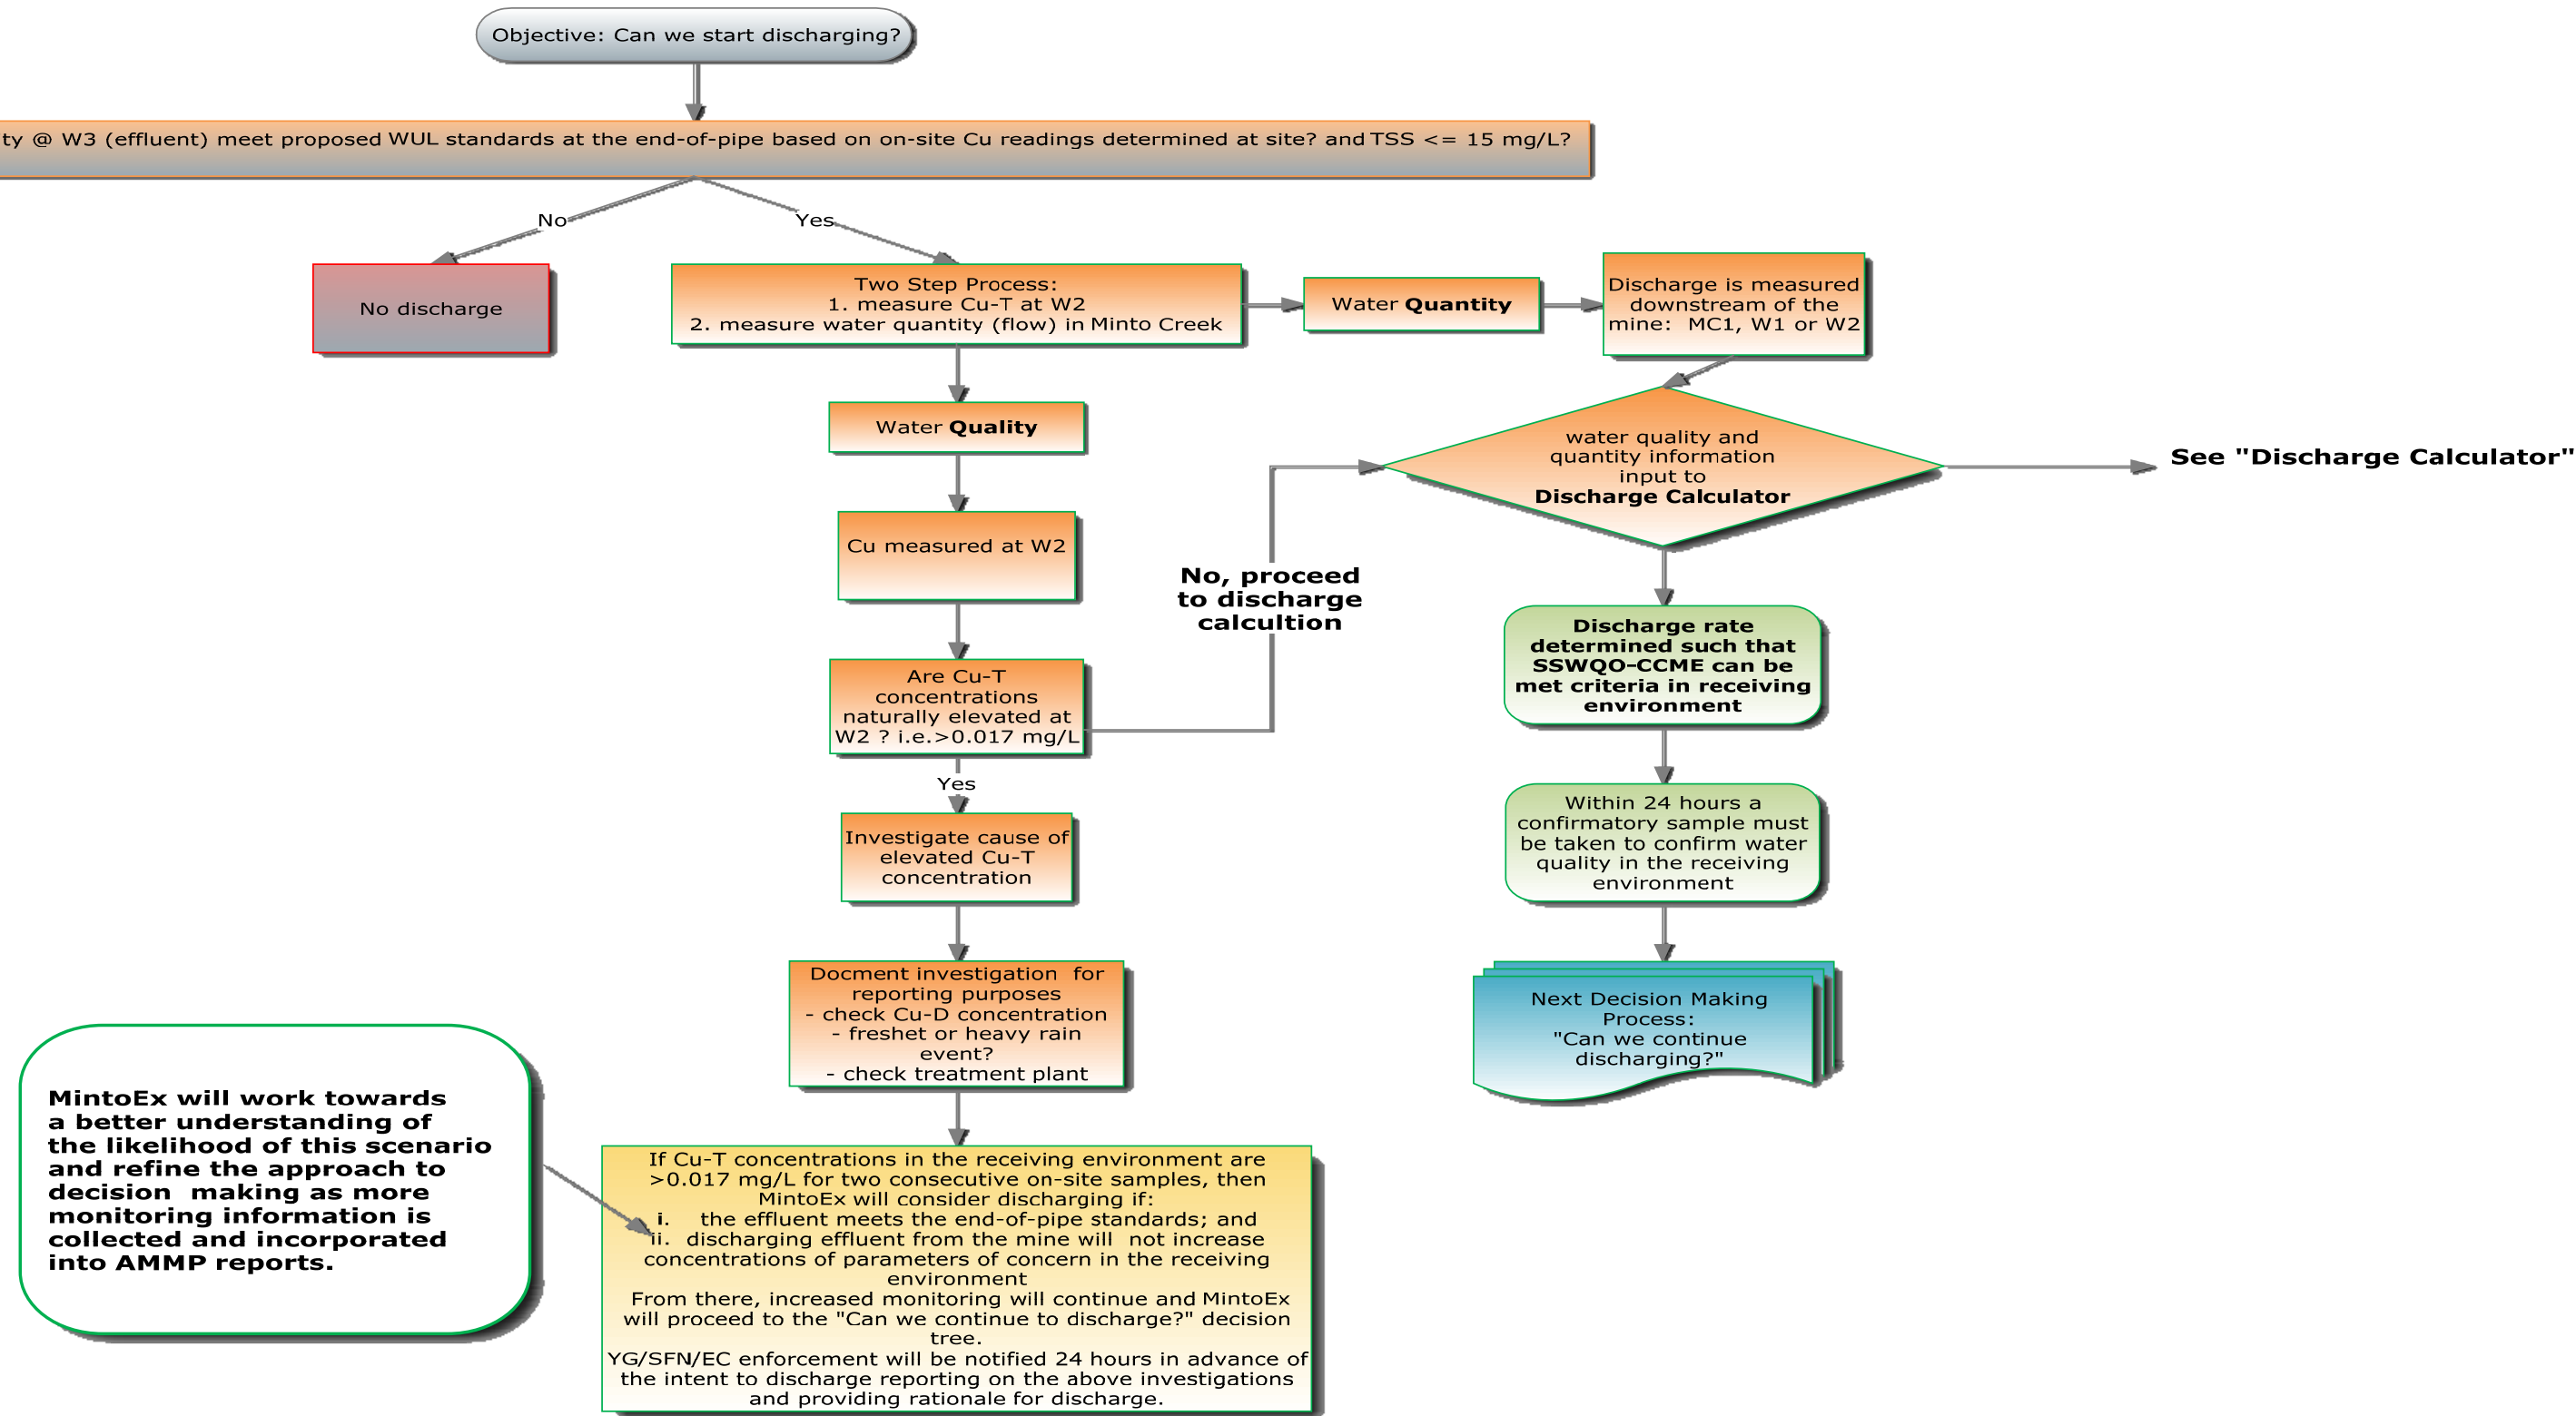 Objective: Can we start discharging?
ty @ W3 (effluent) meet proposed WUL standards at the end-of-pipe based on on-site Cu readings determined at site? and TSS <= 15 mg/L?
No
Yes
No discharge
Two Step Process:
1. measure Cu-T at W2
2. measure water quantity (flow) in Minto Creek
Water Quantity
Discharge is measured
downstream of the
mine: MC1, W1 or W2
Water Quality
water quality and
quantity information
input to
Discharge Calculator
See "Discharge Calculator"
Cu measured at W2
No, proceed
to discharge
calcultion
Are Cu-T
concentrations
naturally elevated at
W2 ? i.e.>0.017 mg/L
Discharge rate
determined such that
SSWQO-CCME can be
met criteria in receiving
environment
Yes
Investigate cause of
elevated Cu-T
concentration
Within 24 hours a
confirmatory sample must
be taken to confirm water
quality in the receiving
environment
Docment investigation for
reporting purposes
- check Cu-D concentration
- freshet or heavy rain
event?
- check treatment plant
Next Decision Making
Process:
"Can we continue
discharging?"
MintoEx will work towards
a better understanding of
the likelihood of this scenario
and refine the approach to
decision making as more
monitoring information is
collected and incorporated
into AMMP reports.
If Cu-T concentrations in the receiving environment are
>0.017 mg/L for two consecutive on-site samples, then
MintoEx will consider discharging if:
i. the effluent meets the end-of-pipe standards; and
ii. discharging effluent from the mine will not increase
concentrations of parameters of concern in the receiving
environment
From there, increased monitoring will continue and MintoEx
will proceed to the "Can we continue to discharge?" decision
tree.
YG/SFN/EC enforcement will be notified 24 hours in advance of
the intent to discharge reporting on the above investigations
and providing rationale for discharge.